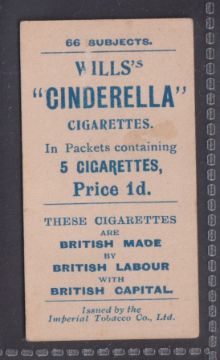 66 SUBJECTS.
WILLS's
"CINDERELLA"
CIGARETTES.
In Packets containing
5 CIGARETTES,
Price 1d.
THESE CIGARETTES
ARE
BRITISH MADE
BY
BRITISH LABOUR
WITH
BRITISH CAPITAL.
Issued by the
Imperial Tobacco Co., Ltd.